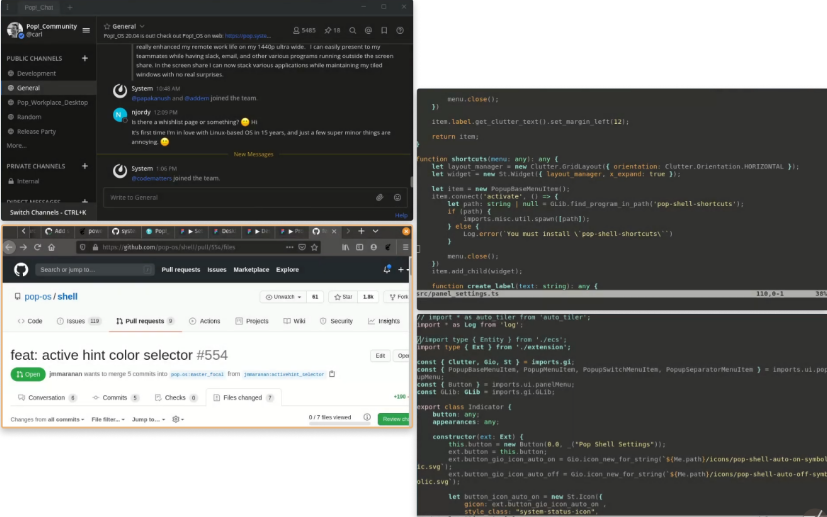 Pop!_Chat
Pop!_Community
@carl
General
5485
18
Pop!_OS 20.04 is out! Check out Pop!_OS on web:
PUBLIC CHANNELS +
Development
General
Pop_Workplace_Desktop
Random
Release Party
More...
PRIVATE CHANNELS +
Internal
Switch Channels - CTRL+K
really enhanced my remote work life on my 1440p ultra wide. I can easily present to my
teammates while having slack, email, and other various programs running outside the screen
share. In the screen share I can now stack various applications while maintaining my tiled
windows with no real surprises.
System 10:48 AM
and @addem joined the team.
njordy 12:09 PM
Is there a whishlist page or something? Hi
It's first time I'm in love with Linux-based OS in 15 years, and just a few super minor things are
annoying.
New Messages
System 1:06 PM
@codematters joined the team.
Write to General
Help
https://github.com/pop-os/shell/pull/554/files
Search or jump to...
Pull requests Issues Marketplace Explore
pop-os / shell
Unwatch 61 Star 1.8k Fork
Code Issues 110 Pull requests 9 Actions Projects Wiki Security Insights
feat: active hint color selector #554
Edit Open
Open jmmaranan wants to merge 5 commits into pop-os:master_focal from jmmaranan:active_hint_selector
Conversation 6 Commits 5 Checks 0 Files changed 7
+198
Changes from all commits File filter... Jump to...
0 / 7 files viewed
Review
menu.close();
})
item.label.get_clutter_text().set_margin_left(12);
return item;
}
function shortcuts(menu: any): any {
let layout_manager = new Clutter.GridLayout({ orientation: Clutter.Orientation.HORIZONTAL });
let widget = new St.Widget({ layout_manager, x_expand: true });
let item = new PopupBaseMenuItem();
item.connect('activate', () => {
let path: string | null = GLib.find_program_in_path('pop-shell-shortcuts');
if (path) {
imports.misc.util.spawn([path]);
} else {
Log.error(`You must install \`pop-shell-shortcuts\``)
}
menu.close();
})
item.add_child(widget);
function create_label(text: string): any {
src/panel_settings.ts 110,0-1 38%
// import * as auto_tiler from 'auto_tiler';
import * as Log from 'log';
//import type { Entity } from './ecs';
import type { Ext } from './extension';
const { Clutter, Gio, St } = imports.gi;
const { PopupBaseMenuItem, PopupMenuItem, PopupSwitchMenuItem, PopupSeparatorMenuItem } = imports.ui.pop
upMenu;
const { Button } = imports.ui.panelMenu;
const GLib: GLib = imports.gi.GLib;
export class Indicator {
button: any;
appearances: any;
constructor(ext: Ext) {
this.button = new Button(0.0, _("Pop Shell Settings"));
ext.button = this.button;
ext.button_gio_icon_auto_on = Gio.icon_new_for_string(`${Me.path}/icons/pop-shell-auto-on-symbo
lic.svg`);
ext.button_gio_icon_auto_off = Gio.icon_new_for_string(`${Me.path}/icons/pop-shell-auto-off-symb
olic.svg`);
let button_icon_auto_on = new St.Icon({
gicon: ext.button_gio_icon_auto_on,
style_class: "system-status-icon",